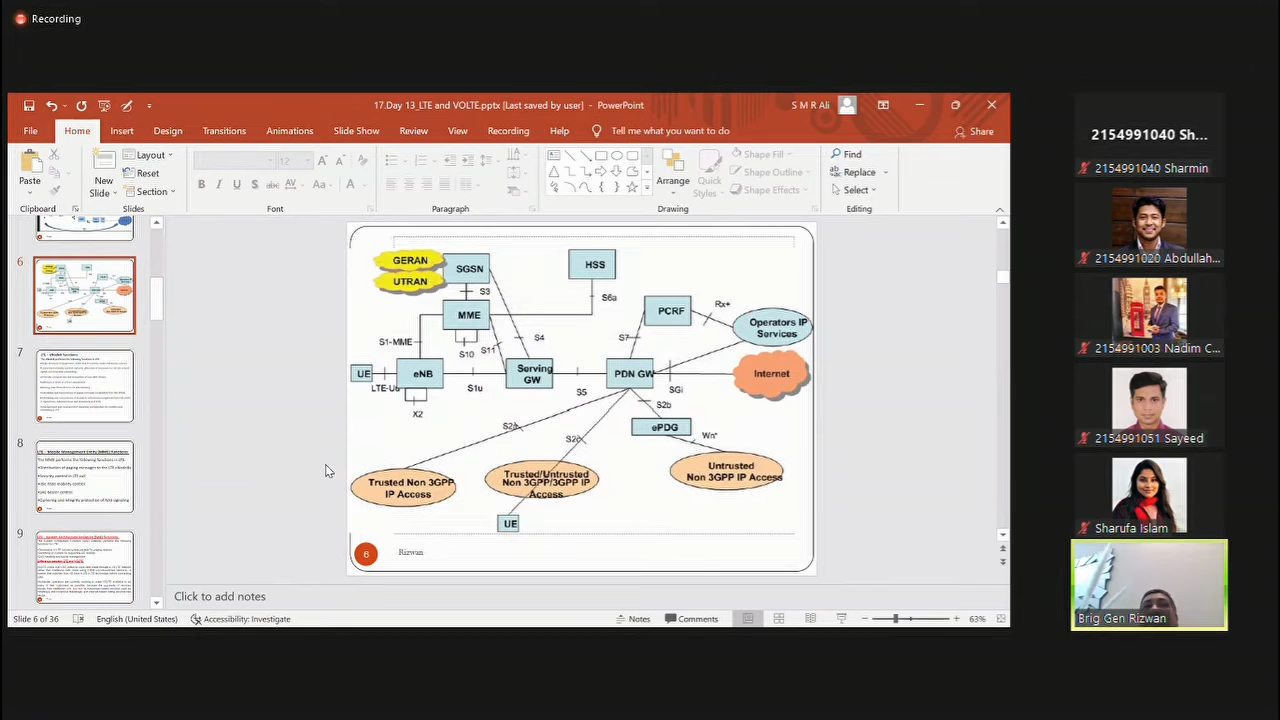 Recording
17.Day 13_LTE and VOLTE.pptx [Last saved by user] - PowerPoint
S M R Ali
File Home Insert Design Transitions Animations Slide Show Review View Recording Help Tell me what you want to do
Share
Paste
New
Slide
Layout
Reset
Section
12
B I U S abc AV Aa A
Arrange
Quick
Styles
Shape Fill
Shape Outline
Shape Effects
Find
Replace
Select
Clipboard Slides Font Paragraph Drawing Editing
6
7
8
9
GERAN
UTRAN
SGSN
HSS
S3
S6a
MME
PCRF
Rx+
Operators IP
Services
S1-MME
S10
S4
S7
UE
eNB
Serving
GW
PDN GW
Internet
S1u
S5
SGi
X2
S2b
ePDG
Wn*
Trusted Non 3GPP
IP Access
Trusted/Untrusted
Non 3GPP/3GPP IP
Access
Untrusted
Non 3GPP IP Access
UE
6
Rizwan
Click to add notes
Slide 6 of 36 English (United States) Accessibility: Investigate Notes Comments 63%
2154991040 Sh...
2154991040 Sharmin
2154991020 Abdullah...
2154991003 Nadim C...
2154991051 Sayeed
Sharufa Islam
Brig Gen Rizwan